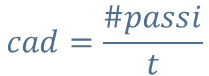 cad = #passi / t